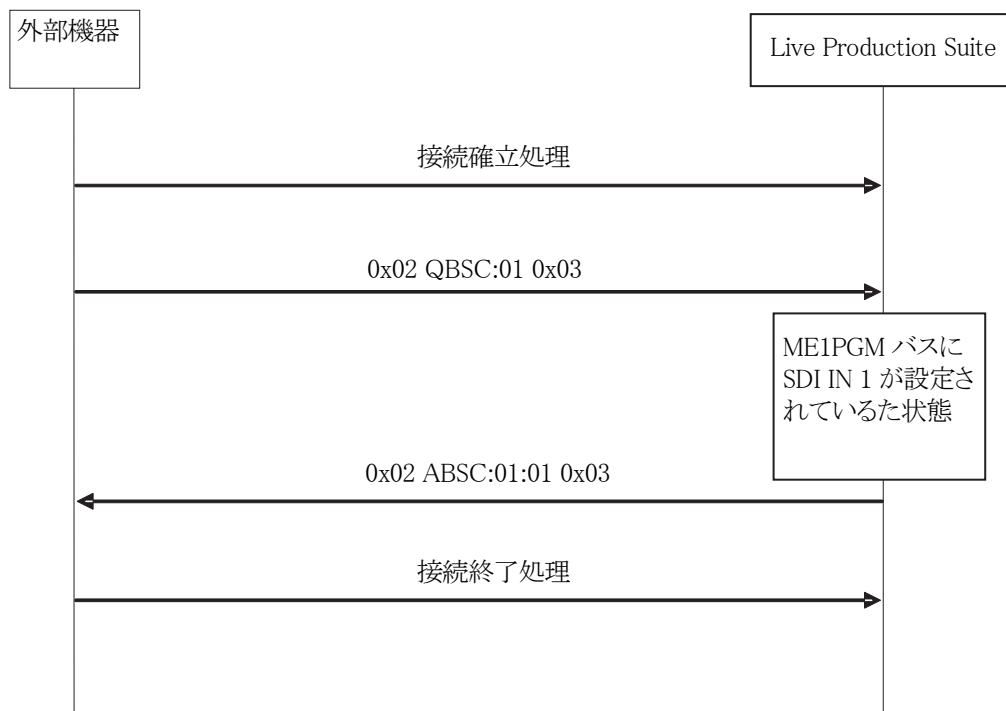 外部機器
Live Production Suite
接続確立処理
0x02 QBSC:01 0x03
ME1PGM バスに
SDI IN 1 が設定さ
れているた状態
0x02 ABSC:01:01 0x03
接続終了処理